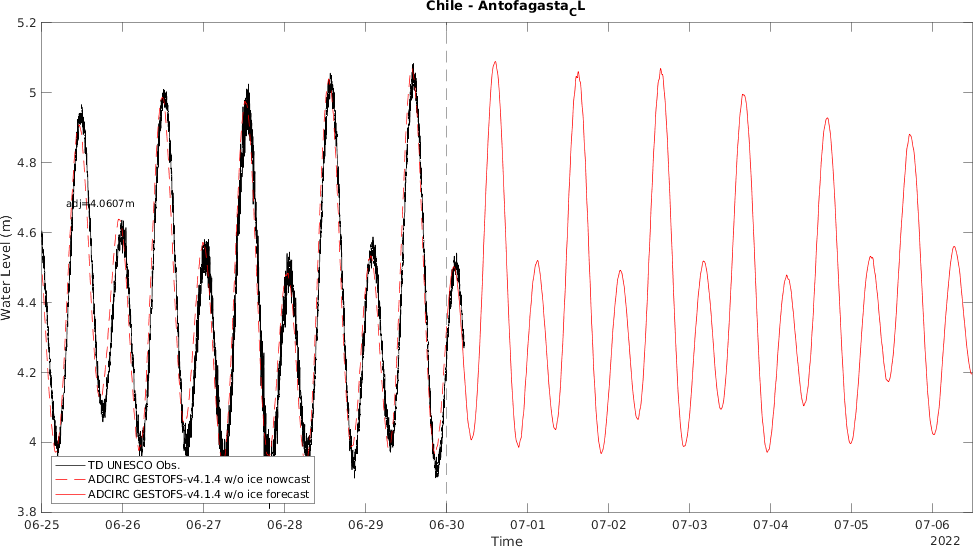 Chile - Antofagasta_CL
5.2
5
4.8
4.6
4.4
4.2
4
3.8
Water Level (m)
adj=4.0607m
TD UNESCO Obs.
ADCIRC GESTOFS-v4.1.4 w/o ice nowcast
ADCIRC GESTOFS-v4.1.4 w/o ice forecast
06-25 06-26 06-27 06-28 06-29 06-30 07-01 07-02 07-03 07-04 07-05 07-06
Time
2022